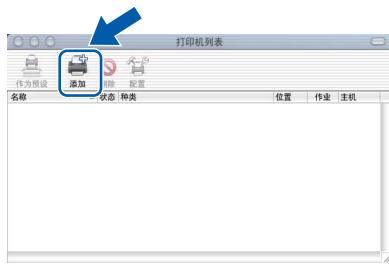 打印机列表
作为预设 添加 删除 配置
名称 状态 种类 位置 作业 主机